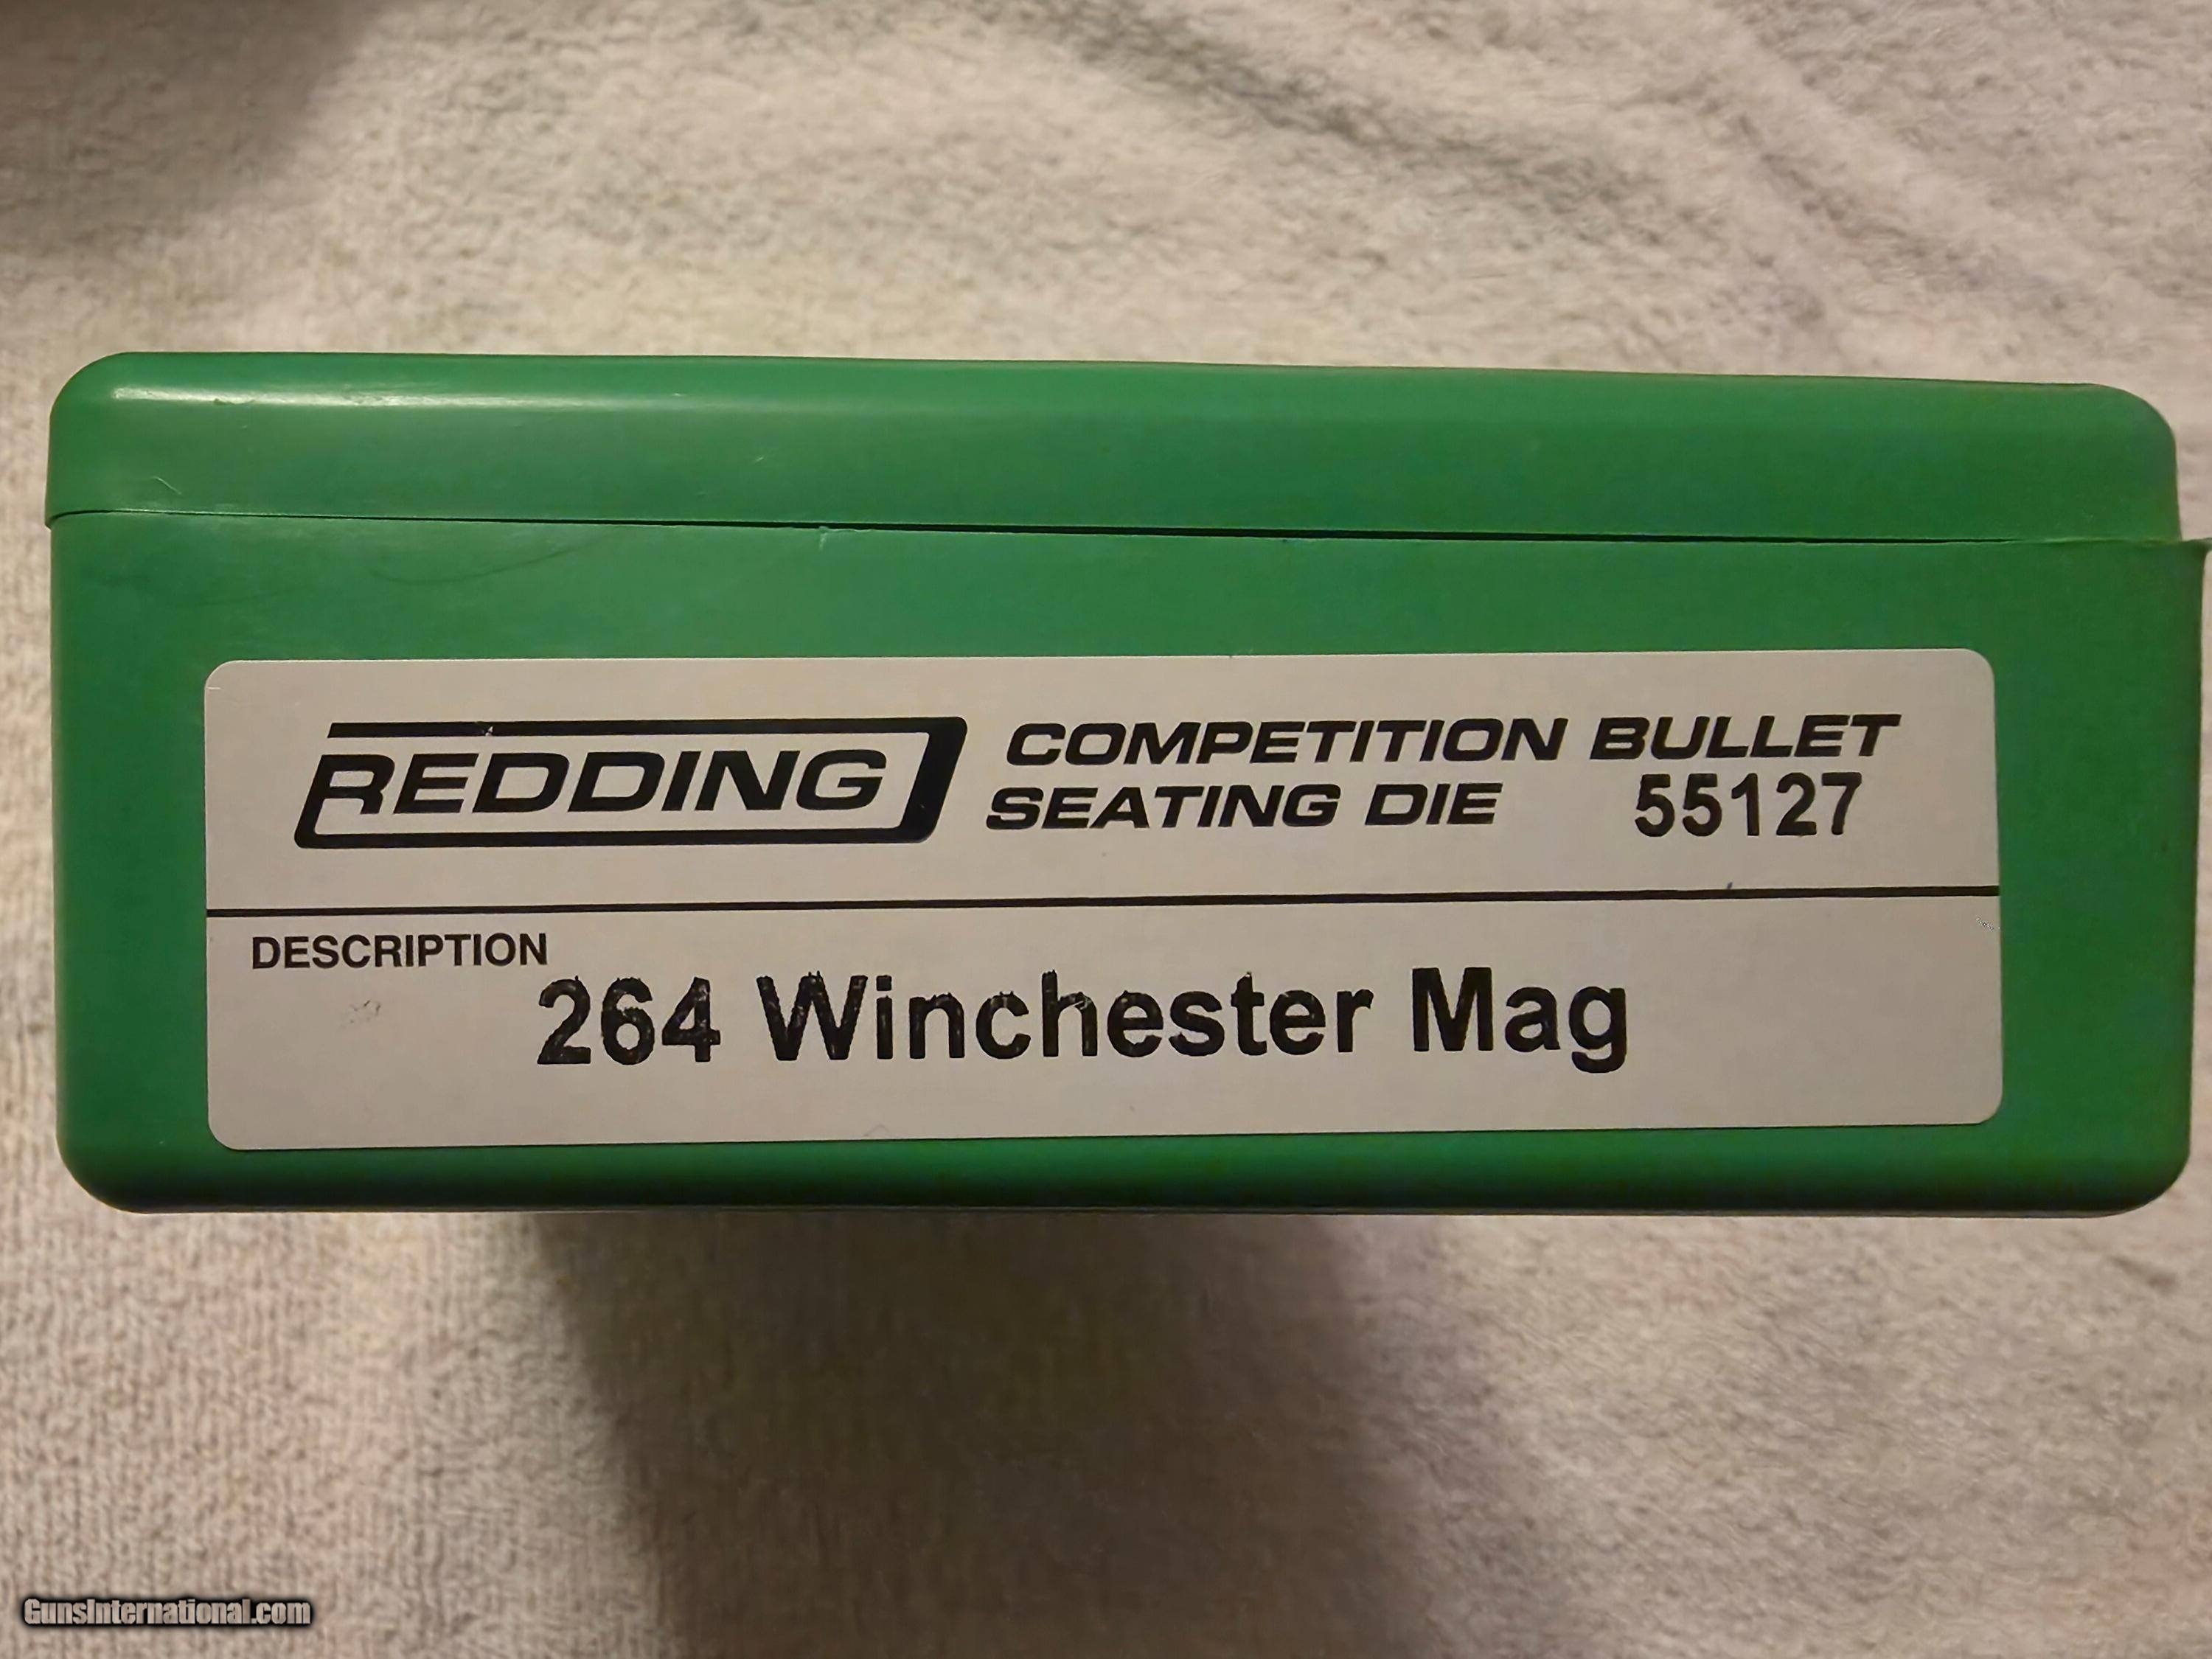 REDDING COMPETITION BULLET
SEATING DIE 55127
DESCRIPTION
264 Winchester Mag
GunsInternational.com